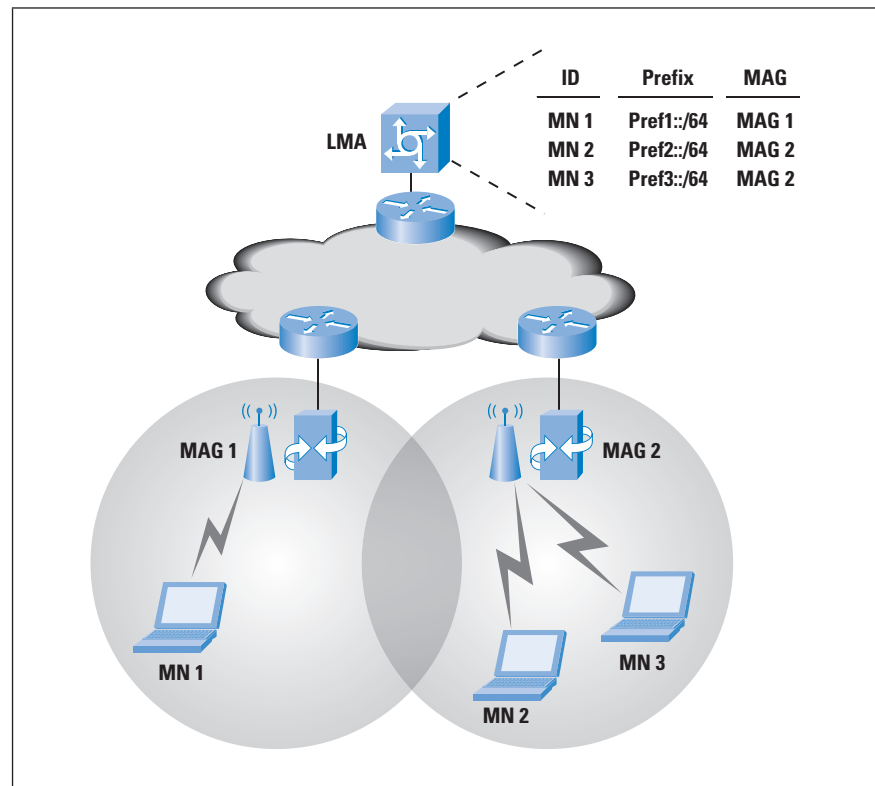 ID Prefix MAG
LMA
MN 1 Pref1::/64 MAG 1
MN 2 Pref2::/64 MAG 2
MN 3 Pref3::/64 MAG 2
MAG 1
MAG 2
MN 1
MN 3
MN 2